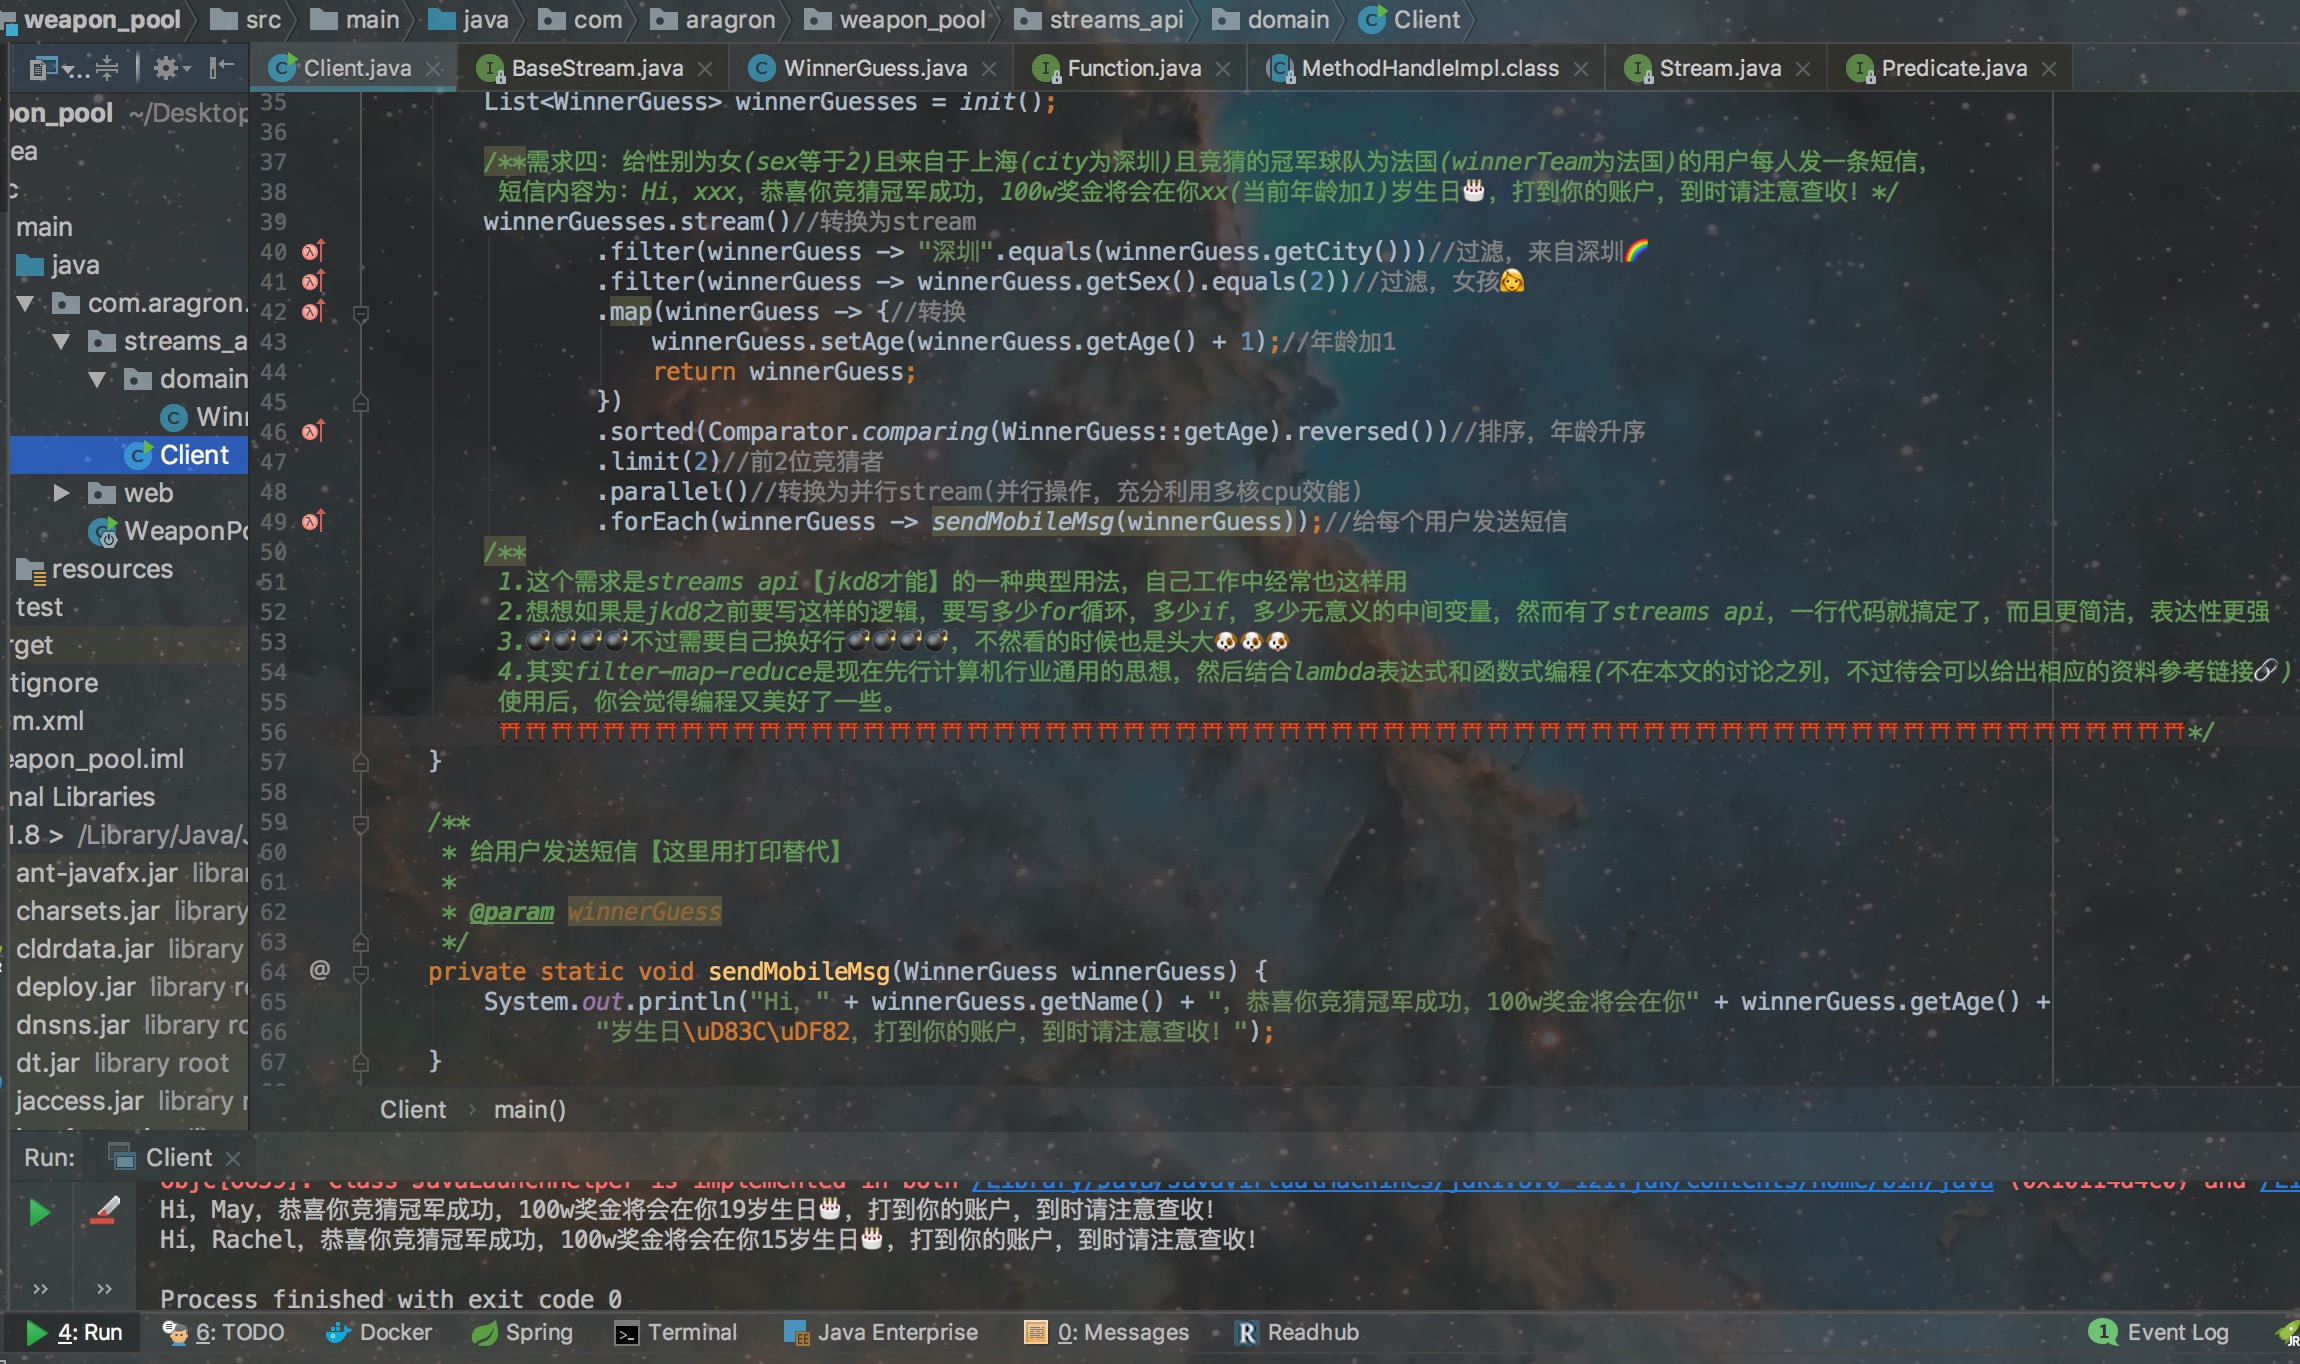 weapon_pool src main java com aragron weapon_pool streams_api domain Client
Client.java BaseStream.java WinnerGuess.java Function.java MethodHandleImpl.class Stream.java Predicate.java
pon_pool ~/Desktop
ea
main
java
com.aragron.
streams_a
domain
Winr
Client
web
WeaponPo
resources
test
rget
tignore
m.xml
eapon_pool.iml
nal Libraries
1.8 > /Library/Java/J
ant-javafx.jar librar
charsets.jar library
cldrdata.jar library
deploy.jar library ro
dnsns.jar library ro
dt.jar library root
jaccess.jar library r
35 List<WinnerGuess> winnerGuesses = init();
36
37 /**需求四：给性别为女(sex等于2)且来自于上海(city为深圳)且竞猜的冠军球队为法国(winnerTeam为法国)的用户每人发一条短信，
38 短信内容为：Hi，xxx，恭喜你竞猜冠军成功，100w奖金将会在你xx(当前年龄加1)岁生日🎂，打到你的账户，到时请注意查收！*/
39 winnerGuesses.stream()//转换为stream
40 .filter(winnerGuess -> "深圳".equals(winnerGuess.getCity()))//过滤，来自深圳🌈
41 .filter(winnerGuess -> winnerGuess.getSex().equals(2))//过滤，女孩👩
42 .map(winnerGuess -> {//转换
43 winnerGuess.setAge(winnerGuess.getAge() + 1);//年龄加1
44 return winnerGuess;
45 })
46 .sorted(Comparator.comparing(WinnerGuess::getAge).reversed())//排序，年龄升序
47 .limit(2)//前2位竞猜者
48 .parallel()//转换为并行stream(并行操作，充分利用多核cpu效能)
49 .forEach(winnerGuess -> sendMobileMsg(winnerGuess));//给每个用户发送短信
50 /**
51 1.这个需求是streams api【jkd8才能】的一种典型用法，自己工作中经常也这样用
52 2.想想如果是jkd8之前要写这样的逻辑，要写多少for循环，多少if，多少无意义的中间变量，然而有了streams api，一行代码就搞定了，而且更简洁，表达性更强
53 3.💣💣💣💣不过需要自己换好行💣💣💣💣，不然看的时候也是头大🐶🐶🐶
54 4.其实filter-map-reduce是现在先行计算机行业通用的思想，然后结合lambda表达式和函数式编程(不在本文的讨论之列，不过待会可以给出相应的资料参考链接🔗)
55 使用后，你会觉得编程又美好了一些。
56 ⛩⛩⛩⛩⛩⛩⛩⛩⛩⛩⛩⛩⛩⛩⛩⛩⛩⛩⛩⛩⛩⛩⛩⛩⛩⛩⛩⛩⛩⛩⛩⛩⛩⛩⛩⛩⛩⛩⛩⛩⛩⛩⛩⛩⛩⛩⛩⛩⛩⛩⛩⛩⛩⛩⛩⛩⛩⛩⛩⛩⛩⛩⛩⛩⛩*/
57 }
58
59 /**
60 * 给用户发送短信【这里用打印替代】
61 *
62 * @param winnerGuess
63 */
64 private static void sendMobileMsg(WinnerGuess winnerGuess) {
65 System.out.println("Hi，" + winnerGuess.getName() + "，恭喜你竞猜冠军成功，100w奖金将会在你" + winnerGuess.getAge() +
66 "岁生日\uD83C\uDF82，打到你的账户，到时请注意查收！");
67 }
Client › main()
Run: Client
objc[6639]: Class JavaLaunchHelper is implemented in both /Library/Java/JavaVirtualMachines/jdk1.8.0_121.jdk/Contents/Home/bin/java (0x10114d4c0) and /Li
Hi，May，恭喜你竞猜冠军成功，100w奖金将会在你19岁生日🎂，打到你的账户，到时请注意查收！
Hi，Rachel，恭喜你竞猜冠军成功，100w奖金将会在你15岁生日🎂，打到你的账户，到时请注意查收！
Process finished with exit code 0
4: Run 6: TODO Docker Spring Terminal Java Enterprise 0: Messages Readhub 1 Event Log